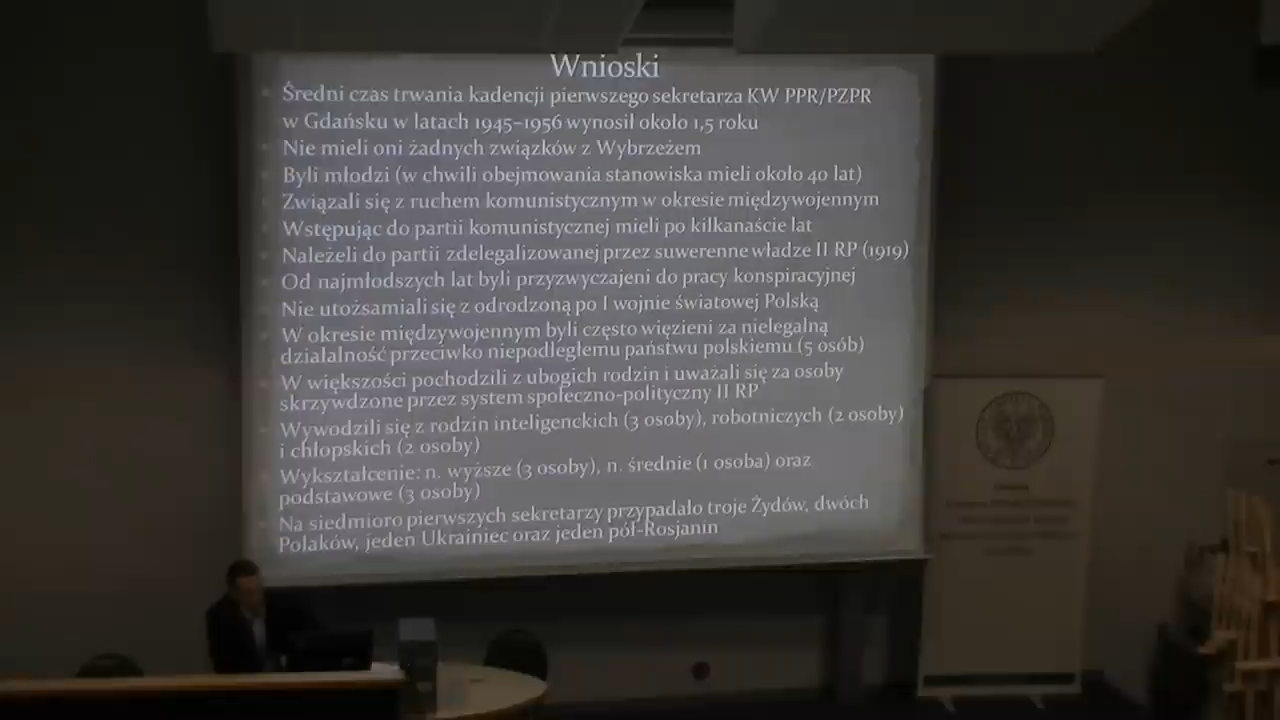 Wnioski
Średni czas trwania kadencji pierwszego sekretarza KW PPR/PZPR
w Gdańsku w latach 1945–1956 wynosił około 1,5 roku
Nie mieli oni żadnych związków z Wybrzeżem
Byli młodzi (w chwili obejmowania stanowiska mieli około 40 lat)
Związali się z ruchem komunistycznym w okresie międzywojennym
Wstępując do partii komunistycznej mieli po kilkanaście lat
Należeli do partii zdelegalizowanej przez suwerenne władze II RP (1919)
Od najmłodszych lat byli przyzwyczajeni do pracy konspiracyjnej
Nie utożsamiali się z odrodzoną po I wojnie światowej Polską
W okresie międzywojennym byli często więzieni za nielegalną
działalność przeciwko niepodległemu państwu polskiemu (5 osób)
W większości pochodzili z ubogich rodzin i uważali się za osoby
skrzywdzone przez system społeczno-polityczny II RP
Wywodzili się z rodzin inteligenckich (3 osoby), robotniczych (2 osoby)
i chłopskich (2 osoby)
Wykształcenie: n. wyższe (3 osoby), n. średnie (1 osoba) oraz
podstawowe (3 osoby)
Na siedmioro pierwszych sekretarzy przypadało troje Żydów, dwóch
Polaków, jeden Ukrainiec oraz jeden pół-Rosjanin